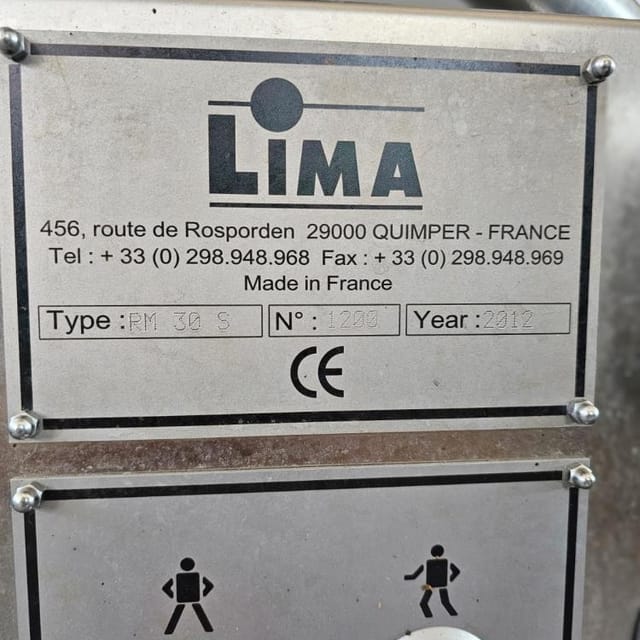 LIMA
456, route de Rosporden 29000 QUIMPER - FRANCE
Tel : + 33 (0) 298.948.968 Fax : + 33 (0) 298.948.969
Made in France
Type : RM 30 S N° : 1200 Year : 2012
CE